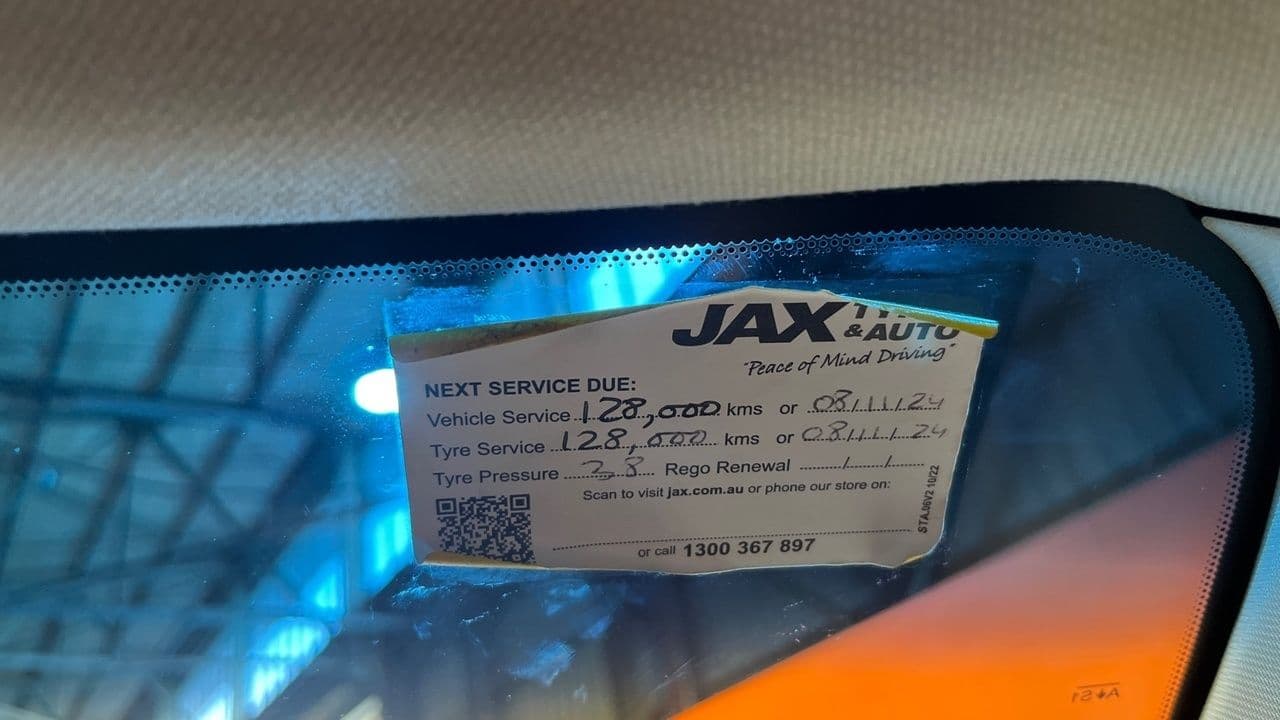 JAX
& AUTO
"Peace of Mind Driving"
NEXT SERVICE DUE:
Vehicle Service 128,000 kms or 08/11/24
Tyre Service 128,000 kms or 08/11/24
Tyre Pressure 38 Rego Renewal ..../..../....
Scan to visit jax.com.au or phone our store on:
or call 1300 367 897
STA.06V2 10/22